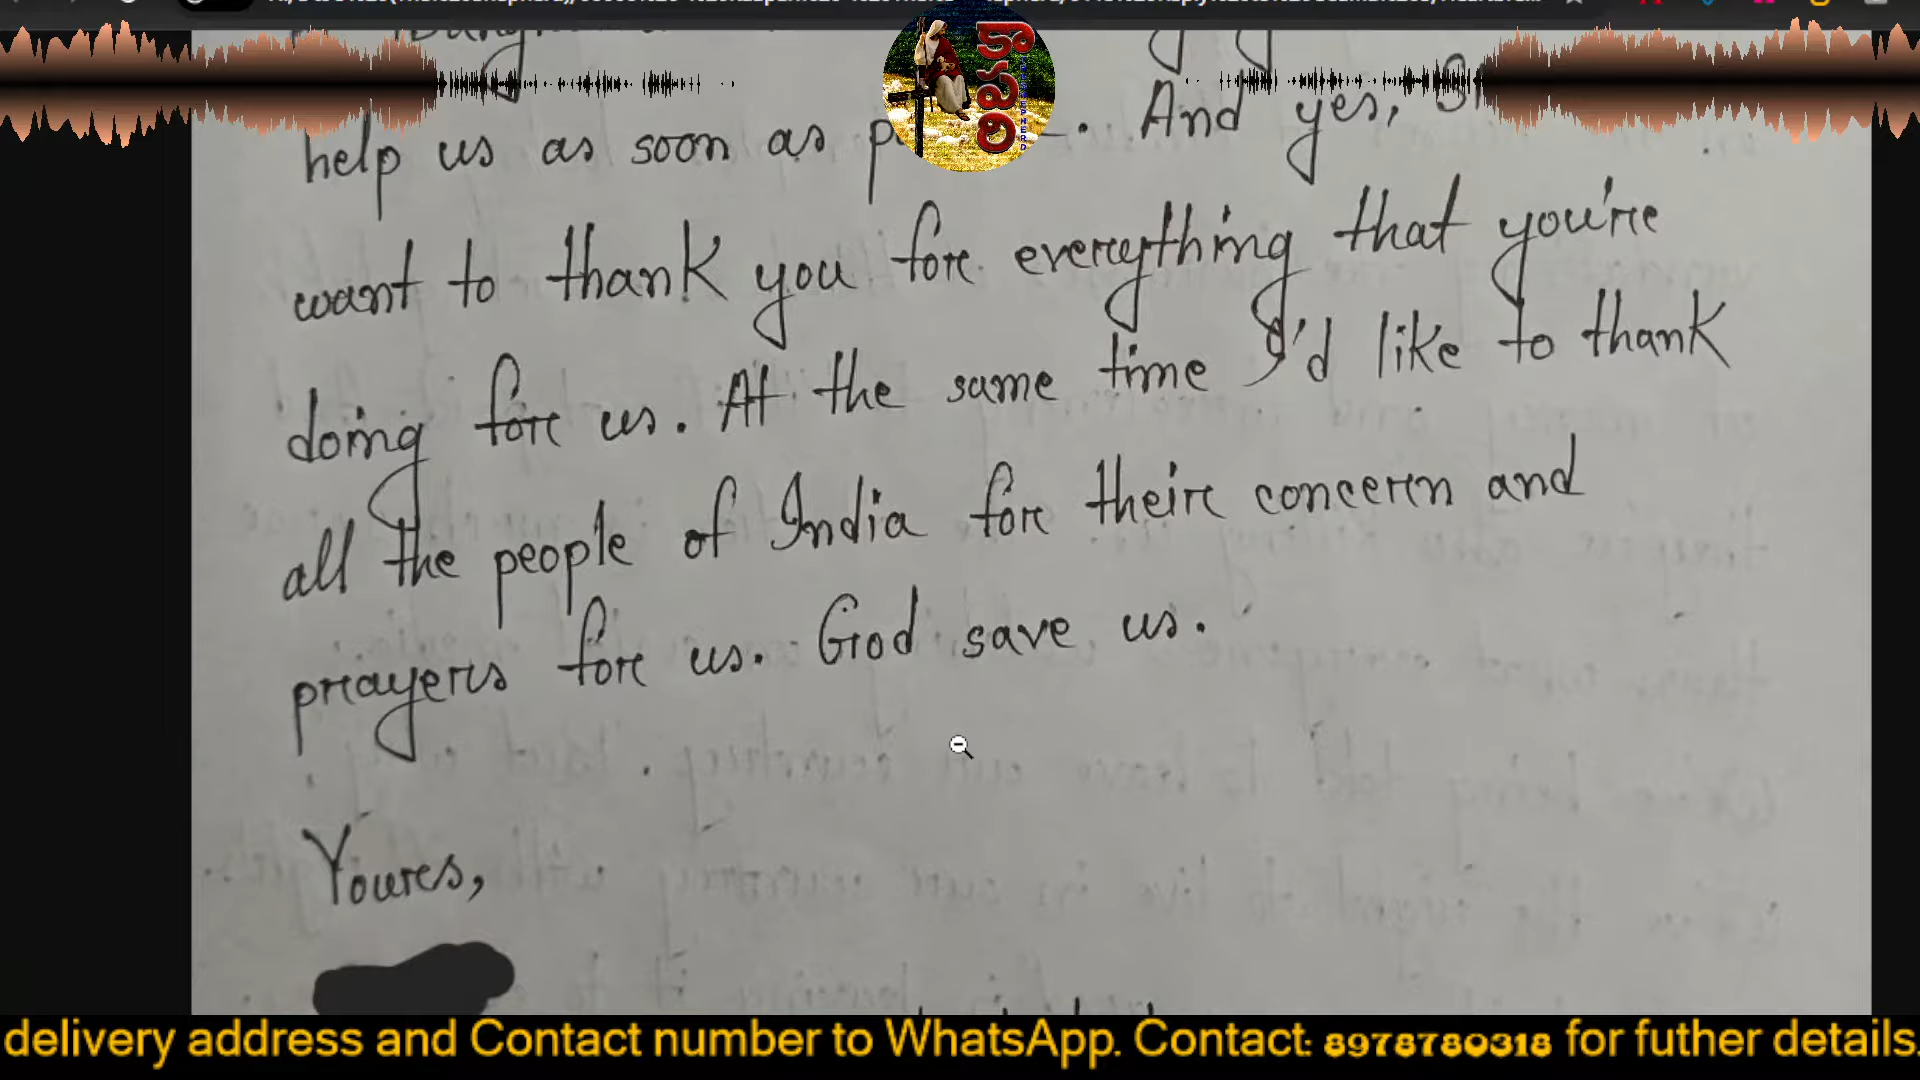 help us as soon as And yes,
want to thank you for everything that you're
doing for us. At the same time I'd like to thank
all the people of India for their concern and
prayers for us. God save us.
Yours,
delivery address and Contact number to WhatsApp. Contact: 8978780318 for futher details.